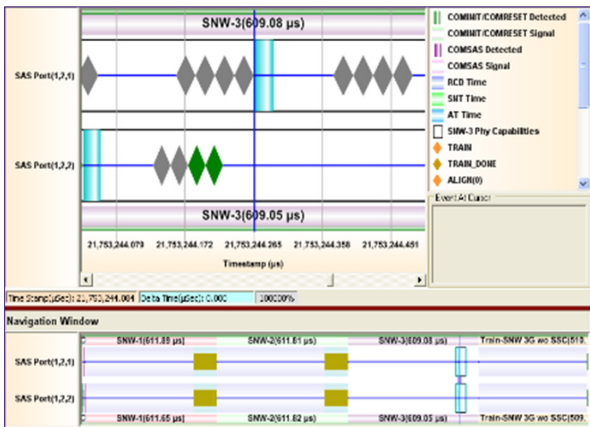 SNW-3(609.08 µs)
SAS Port(1,2,1)
SAS Port(1,2,2)
SNW-3(609.05 µs)
21,753,244.079 21,753,244.172 21,753,244.265 21,753,244.358 21,753,244.451
Timestamp (µs)
COMINIT/COMRESET Detected
COMINIT/COMRESET Signal
COMSAS Detected
COMSAS Signal
RCD Time
SNT Time
AT Time
SNW-3 Phy Capabilities
TRAIN
TRAIN_DONE
ALIGN(0)
Event At Cursor
Time Stamp(µSec): 21,753,244.004 Delta Time(µSec): 0.000 100000%
Navigation Window
SNW-1(611.89 µs) SNW-2(611.81 µs) SNW-3(609.08 µs) Train-SNW 3G wo SSC(510.
SAS Port(1,2,1)
SAS Port(1,2,2)
SNW-1(611.65 µs) SNW-2(611.82 µs) SNW-3(609.05 µs) Train-SNW 3G wo SSC(509.